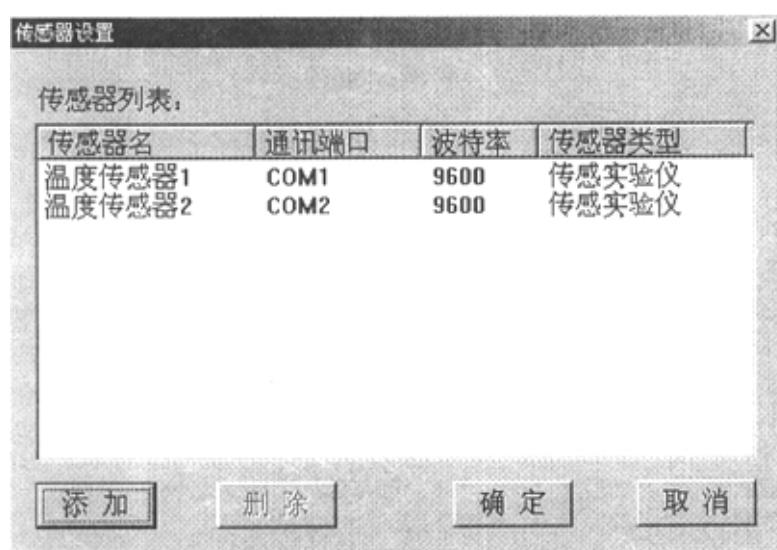 传感器设置
传感器列表：
传感器名 通讯端口 波特率 传感器类型
温度传感器1 COM1 9600 传感实验仪
温度传感器2 COM2 9600 传感实验仪
添加 删除 确定 取消